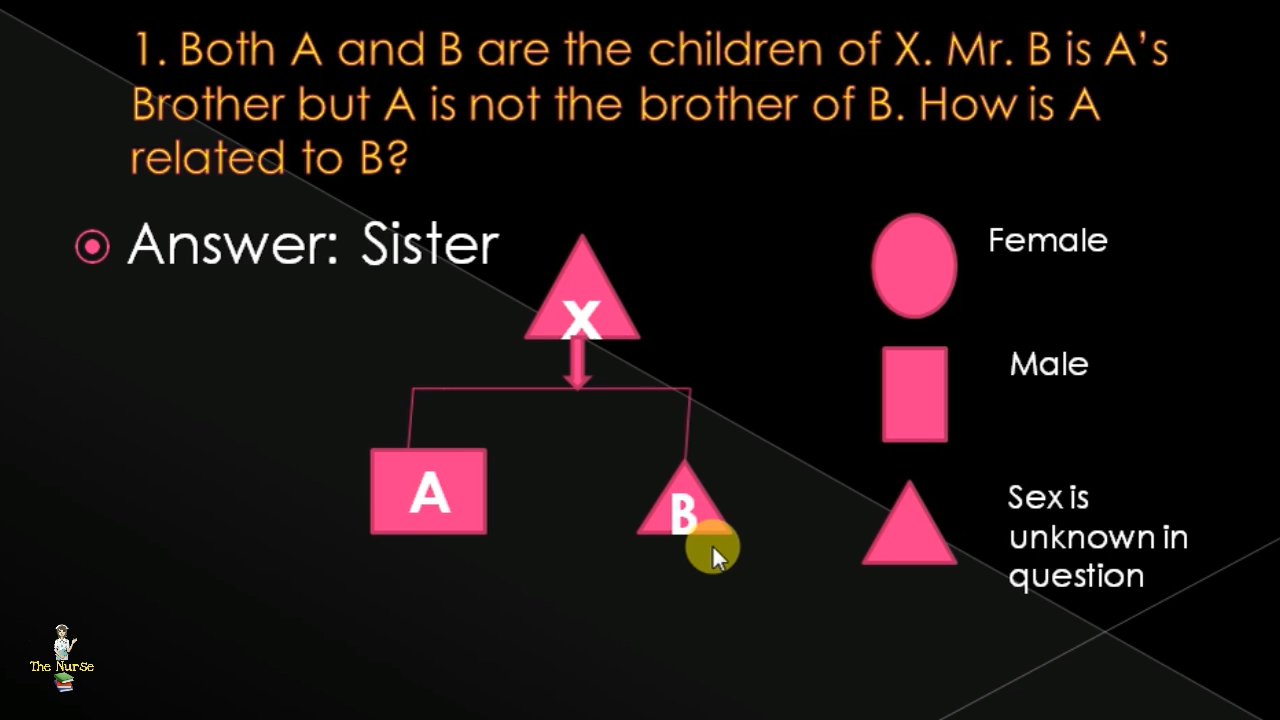 1. Both A and B are the children of X. Mr. B is A's
Brother but A is not the brother of B. How is A
related to B?
Answer: Sister
X
A
B
Female
Male
Sex is
unknown in
question
The Nurse